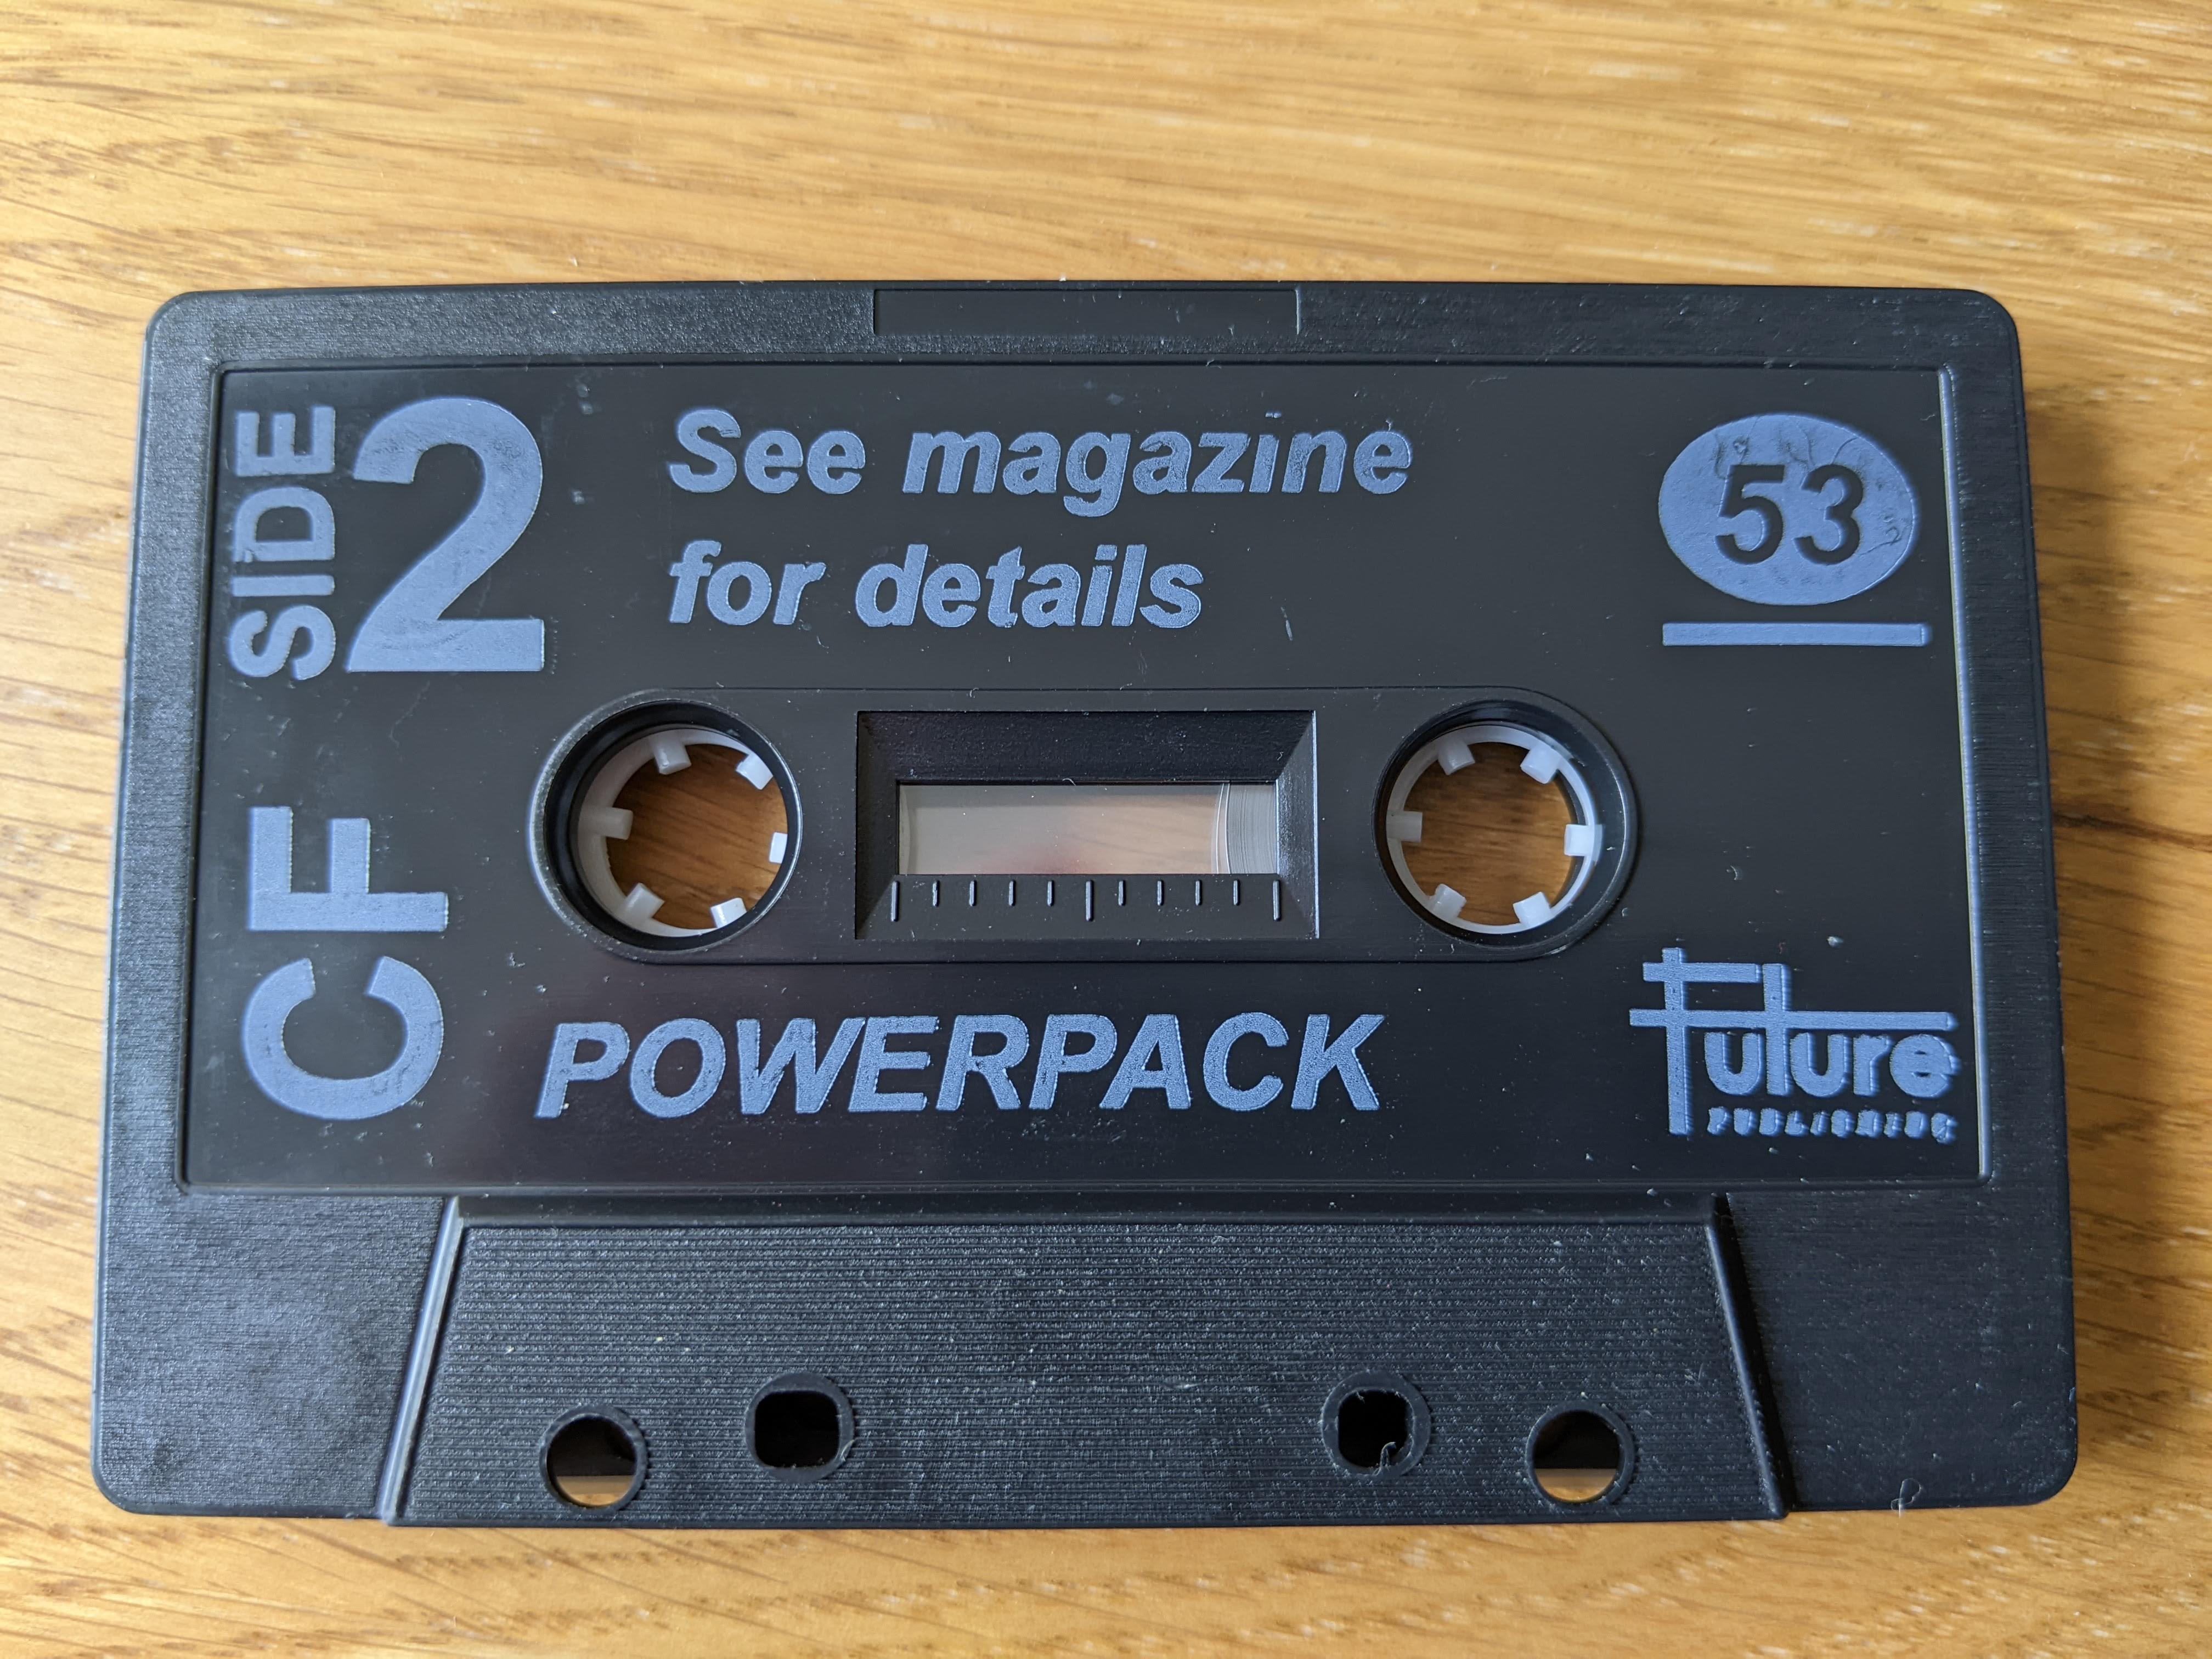 SIDE 2
See magazine
for details
53
CF
POWERPACK
Future
PUBLISHING